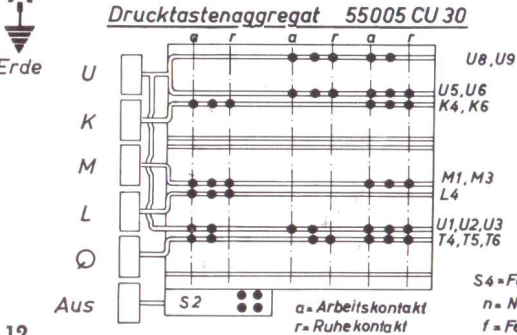 Drucktastenaggregat 55005 CU 30
Erde
a r a r a r
U8, U9
U
U5, U6
K4, K6
K
M
M1, M3
L4
L
U1, U2, U3
T4, T5, T6
Q
Aus
S2
a = Arbeitskontakt
r = Ruhekontakt
S4 =
n =
f =
12